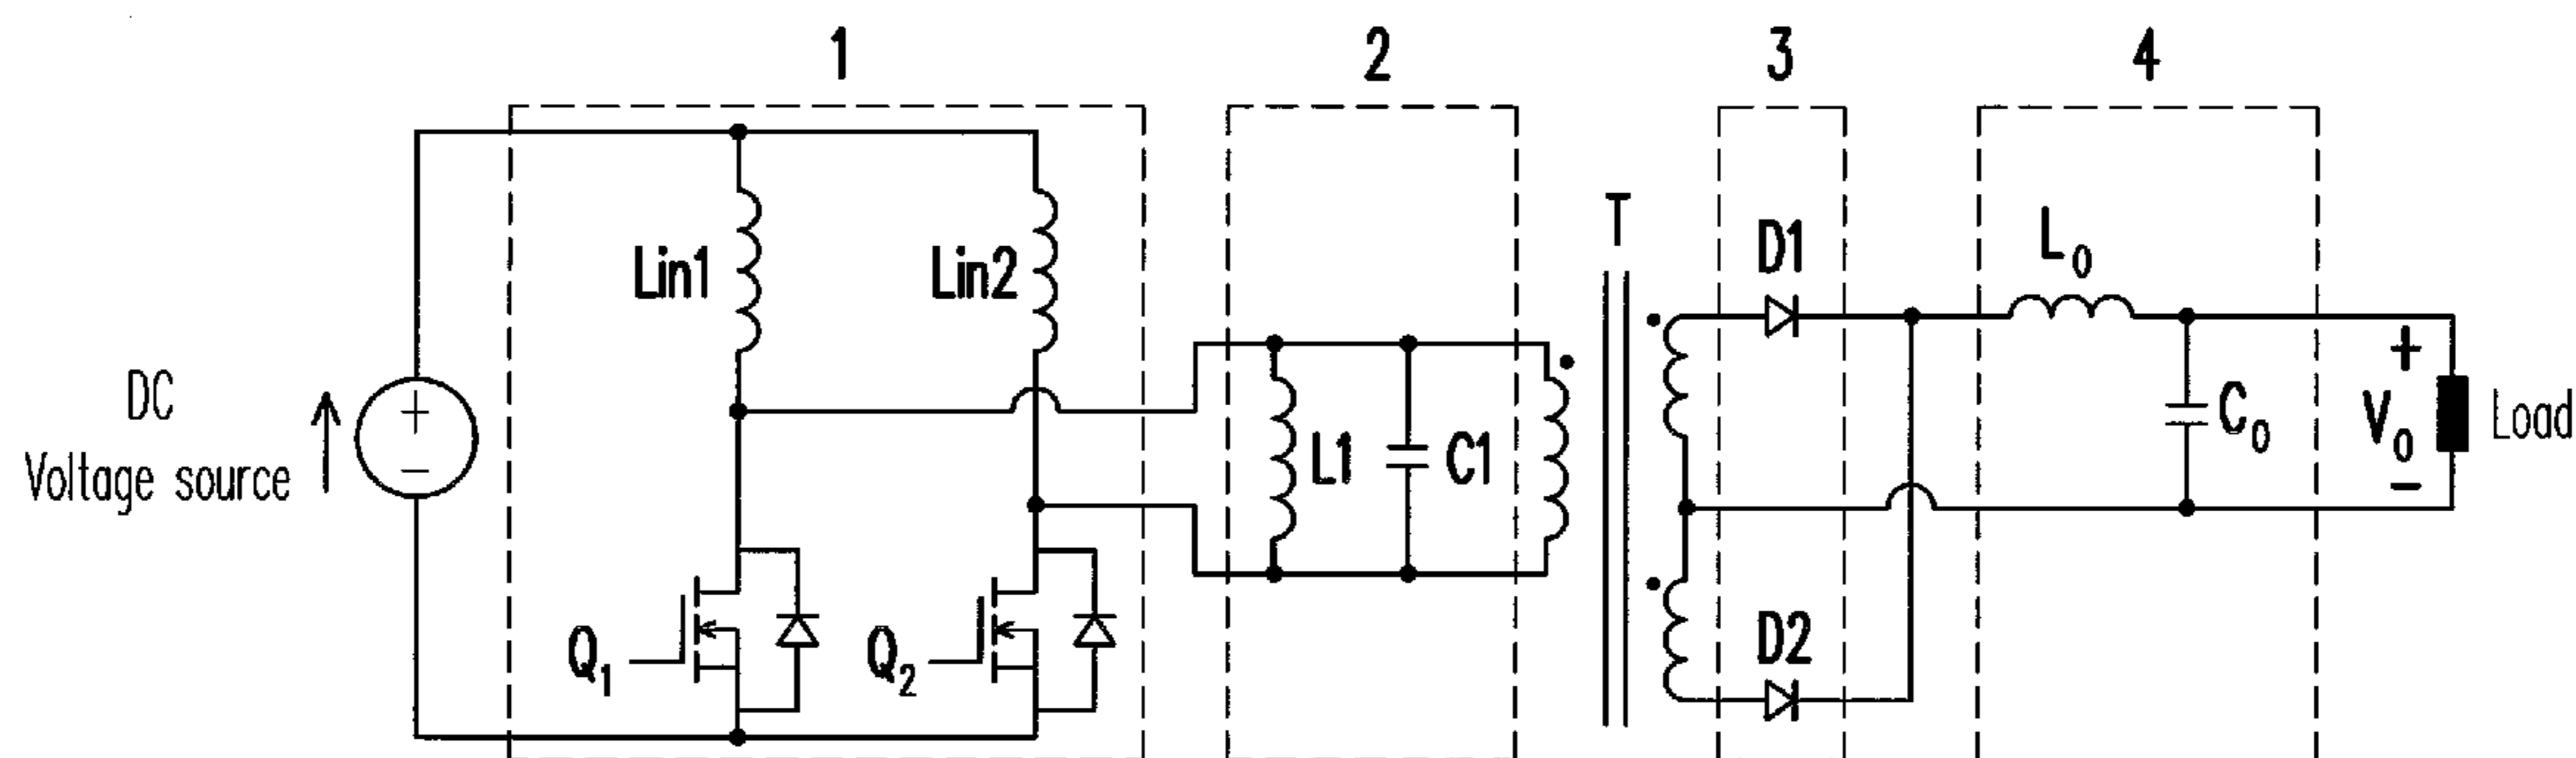 1
2
3
4
T
D1
L0
Lin1
Lin2
DC
Voltage source
+
−
L1
C1
+
V0
−
C0
Load
Q1
Q2
D2